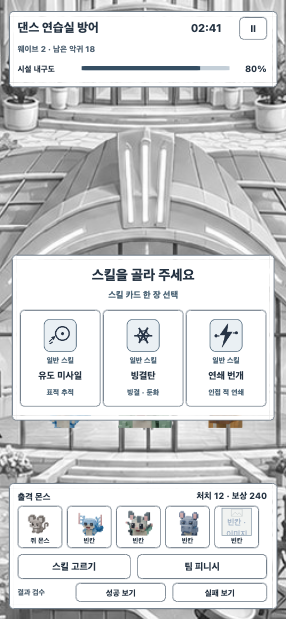 댄스 연습실 방어
02:41
웨이브 2 · 남은 악귀 18
시설 내구도
80%
스킬을 골라 주세요
스킬 카드 한 장 선택
일반 스킬
유도 미사일
표적 추적
일반 스킬
빙결탄
빙결 · 둔화
일반 스킬
연쇄 번개
인접 적 연쇄
출격 몬스
처치 12 · 보상 240
쥐 몬스
빈칸
빈칸
빈칸
빈칸 ·
빈칸
스킬 고르기
팀 피니시
결과 검수
성공 보기
실패 보기